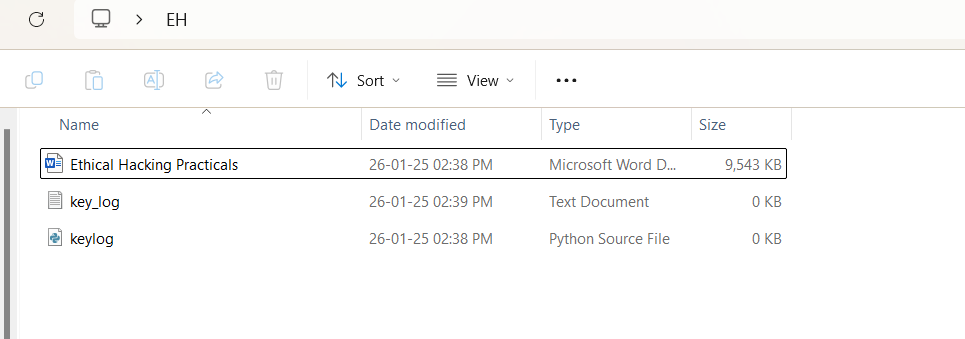 EH
Sort View •••
Name Date modified Type Size
Ethical Hacking Practicals 26-01-25 02:38 PM Microsoft Word D... 9,543 KB
key_log 26-01-25 02:39 PM Text Document 0 KB
keylog 26-01-25 02:38 PM Python Source File 0 KB